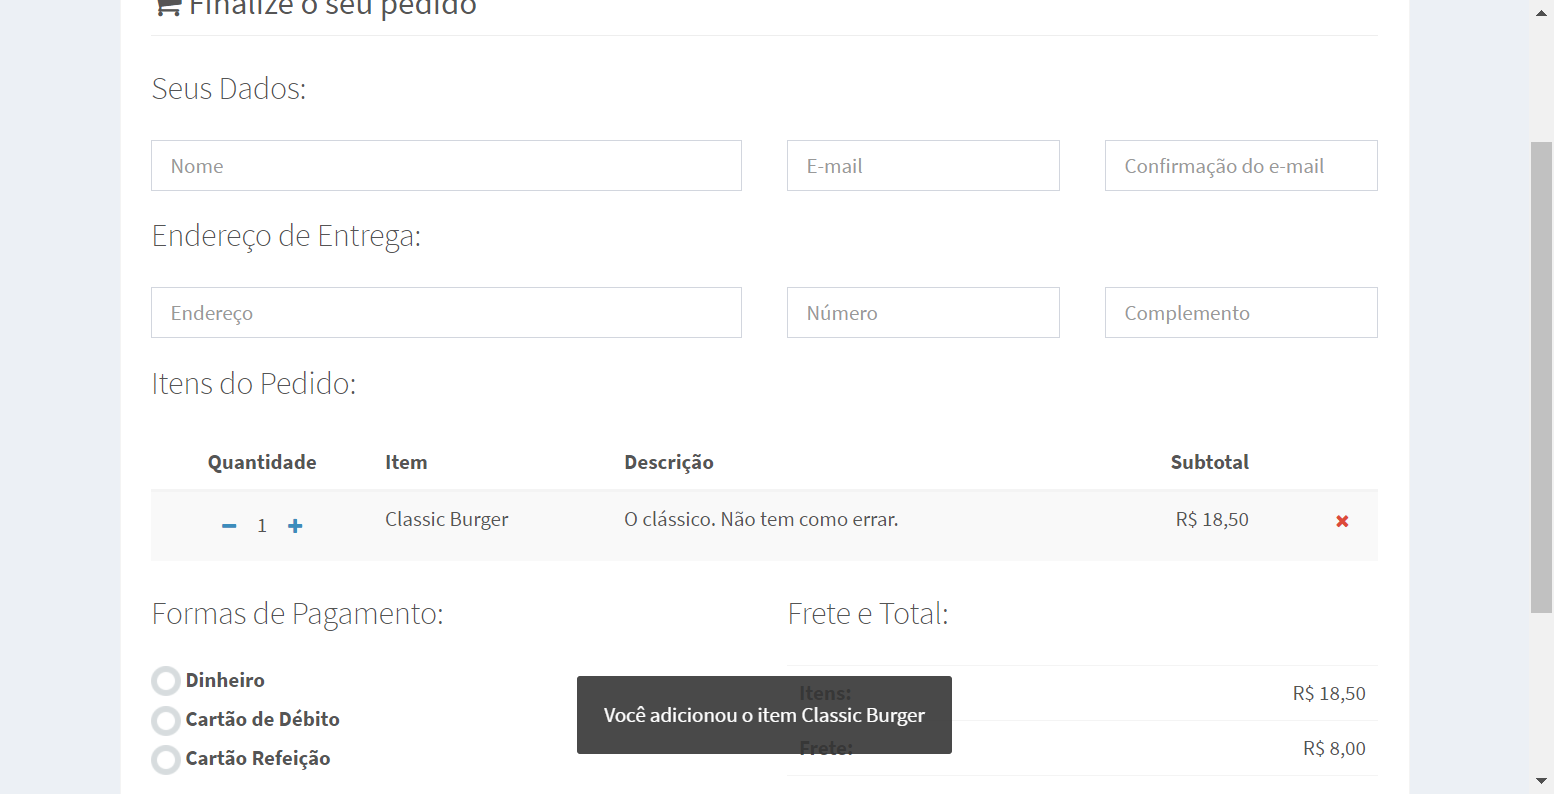 Finalize o seu pedido
Seus Dados:
Nome E-mail Confirmação do e-mail
Endereço de Entrega:
Endereço Número Complemento
Itens do Pedido:
Quantidade Item Descrição Subtotal
1 Classic Burger O clássico. Não tem como errar. R$ 18,50
Formas de Pagamento:
Frete e Total:
Dinheiro
Cartão de Débito
Cartão Refeição
Itens: R$ 18,50
Frete: R$ 8,00
Você adicionou o item Classic Burger